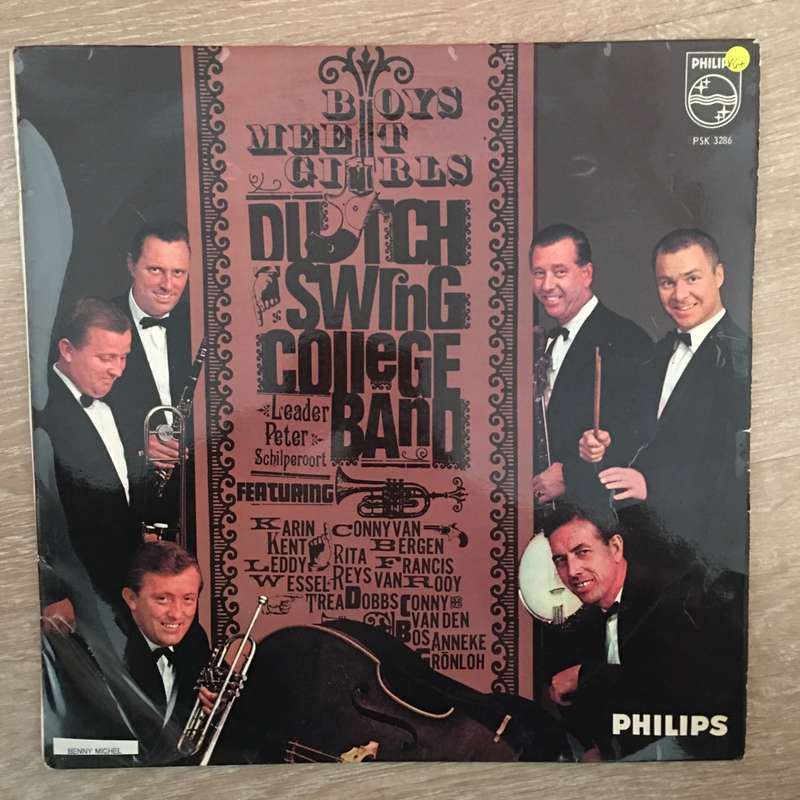 BOYS
MEET
GIRLS
DUTCH
SWING
COLLEGE
BAND
Leader
Peter
Schilperoort
FEATURING
KARIN KENT
CONNY VAN BERGEN
LEDDY WESSEL
RITA REYS
FRANCIS VAN ROOY
TREA DOBBS
CONNY VAN DEN BOS
ANNEKE GRÖNLOH
PHILIPS
PSK 3286
PHILIPS
BENNY MICHEL